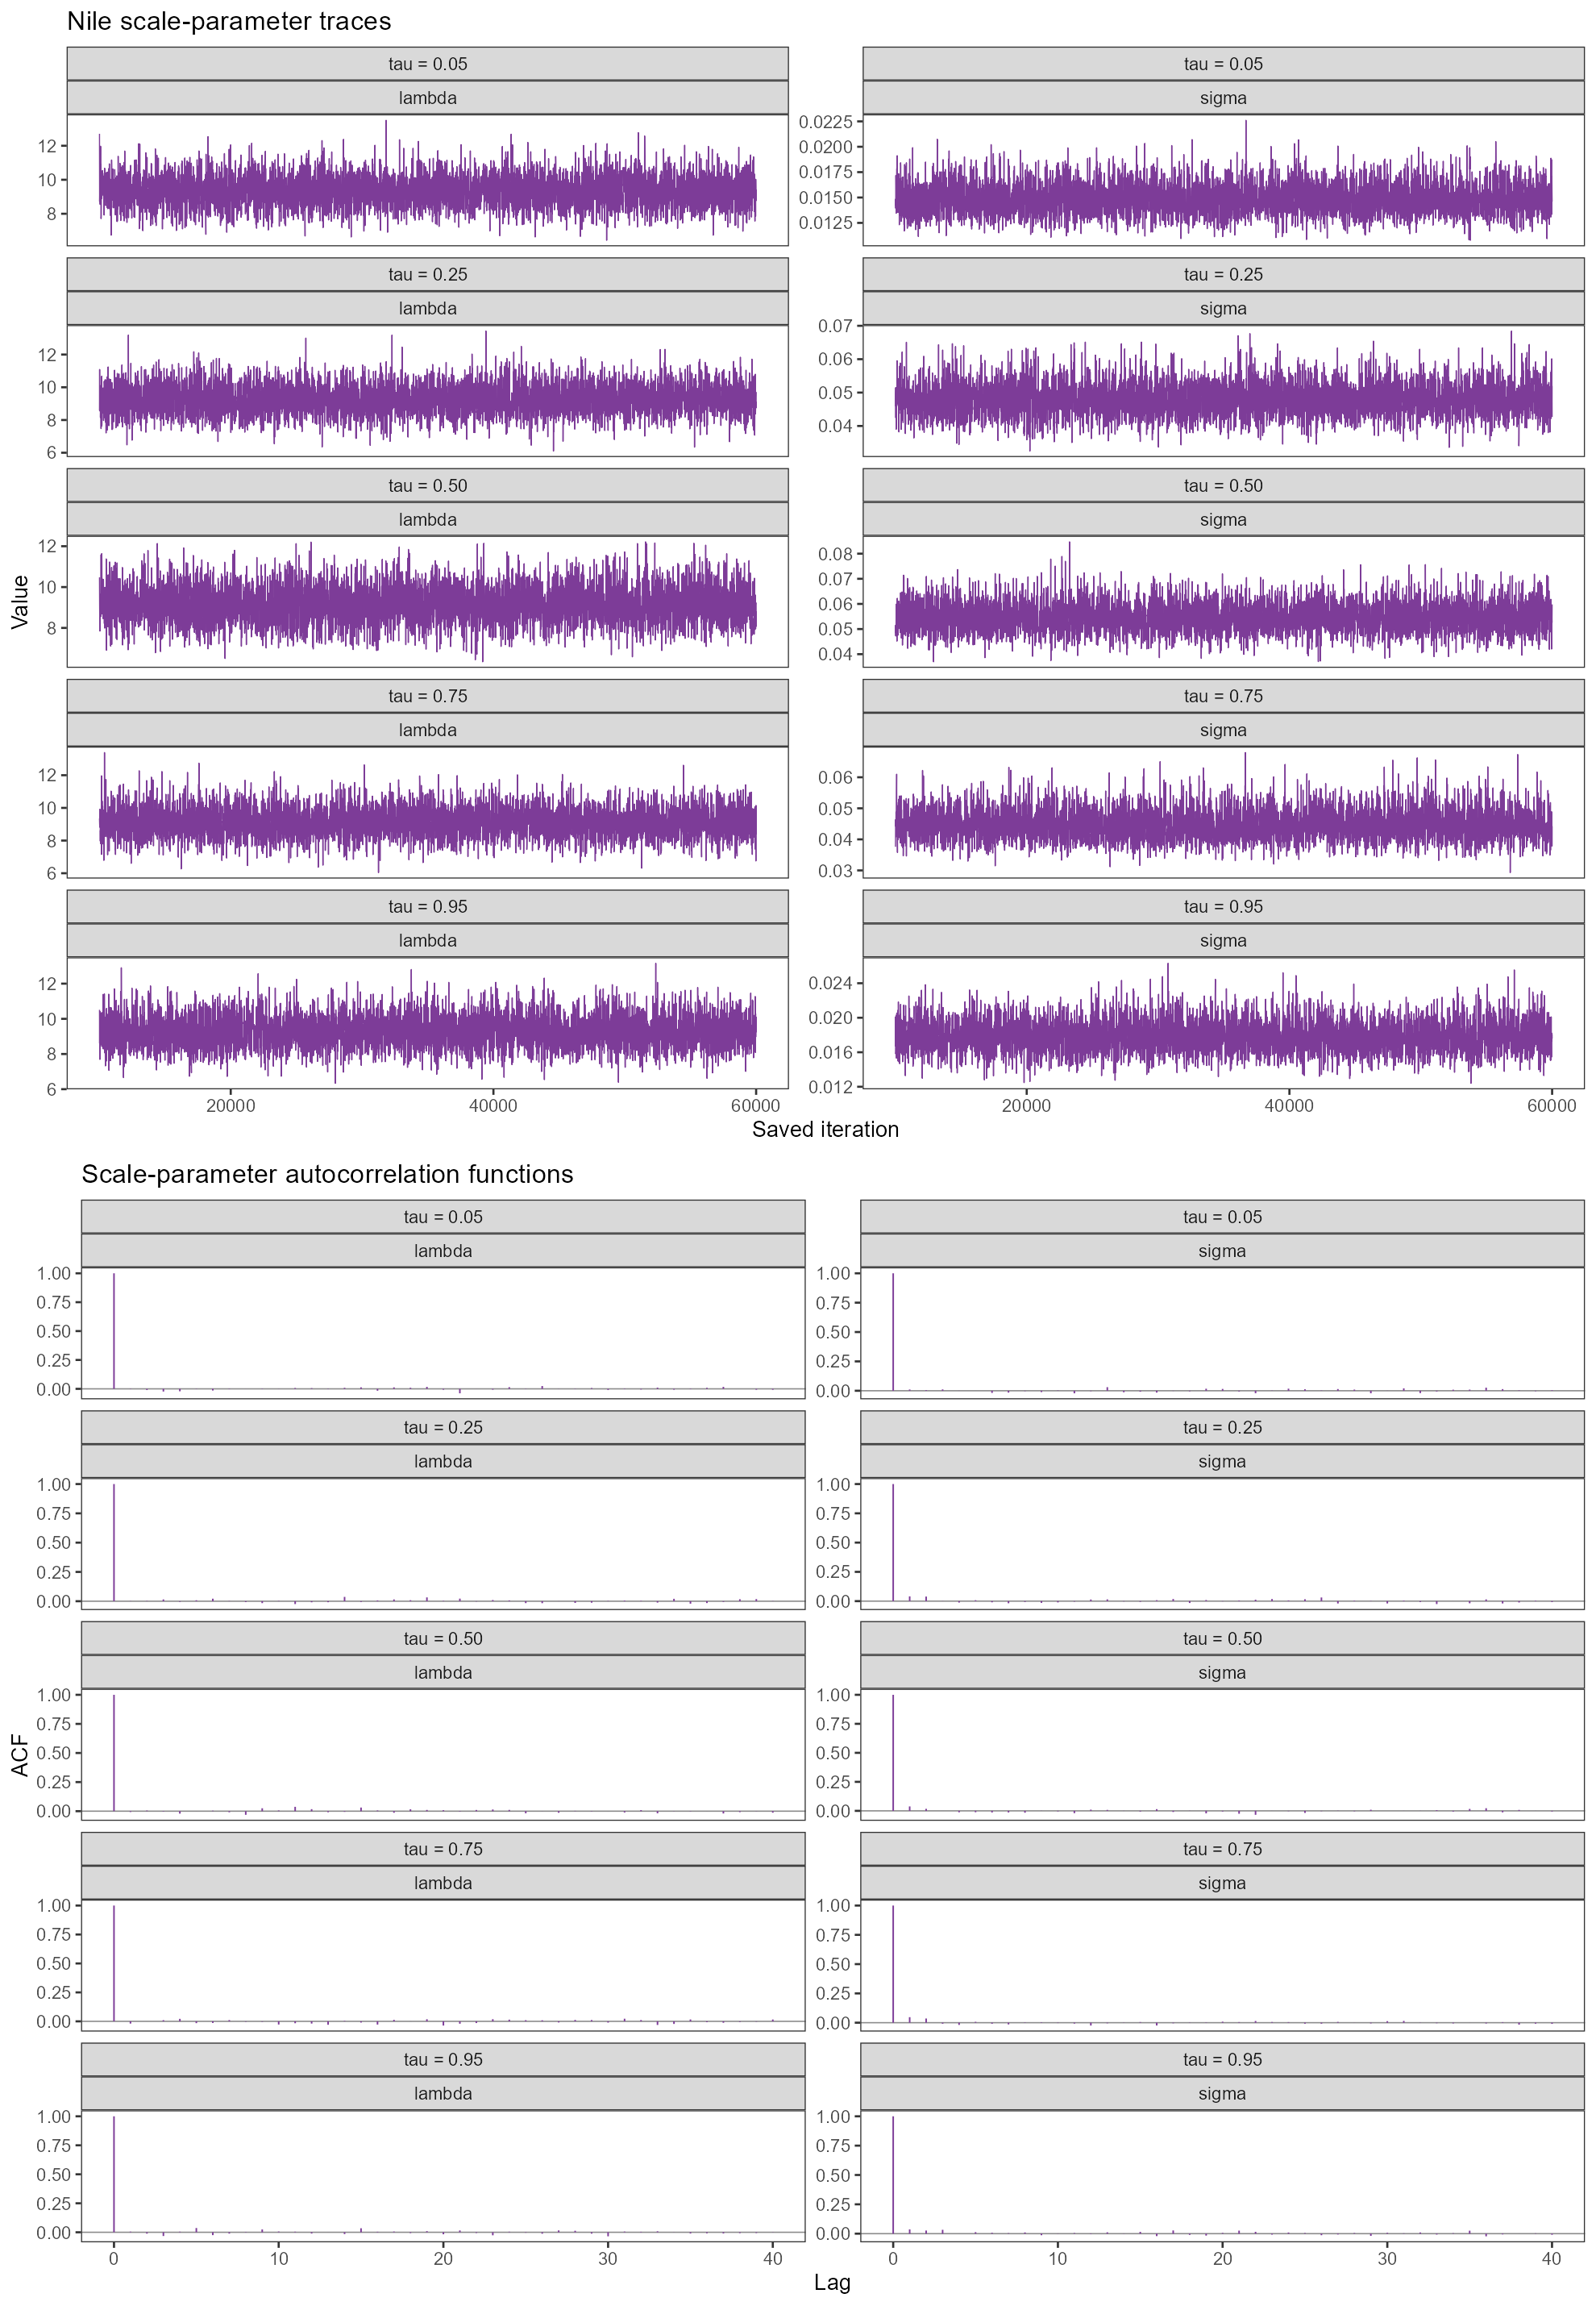 Nile scale-parameter traces
tau = 0.05
tau = 0.05
lambda
sigma
12
10
8
0.0225
0.0200
0.0175
0.0150
0.0125
tau = 0.25
tau = 0.25
lambda
sigma
12
10
8
6
0.07
0.06
0.05
0.04
tau = 0.50
tau = 0.50
lambda
sigma
12
10
8
0.08
0.07
0.06
0.05
0.04
Value
tau = 0.75
tau = 0.75
lambda
sigma
12
10
8
6
0.06
0.05
0.04
0.03
tau = 0.95
tau = 0.95
lambda
sigma
12
10
8
6
0.024
0.020
0.016
0.012
20000
40000
60000
20000
40000
60000
Saved iteration
Scale-parameter autocorrelation functions
tau = 0.05
tau = 0.05
lambda
sigma
1.00
0.75
0.50
0.25
0.00
1.00
0.75
0.50
0.25
0.00
tau = 0.25
tau = 0.25
lambda
sigma
1.00
0.75
0.50
0.25
0.00
1.00
0.75
0.50
0.25
0.00
tau = 0.50
tau = 0.50
lambda
sigma
1.00
0.75
0.50
0.25
0.00
1.00
0.75
0.50
0.25
0.00
ACF
tau = 0.75
tau = 0.75
lambda
sigma
1.00
0.75
0.50
0.25
0.00
1.00
0.75
0.50
0.25
0.00
tau = 0.95
tau = 0.95
lambda
sigma
1.00
0.75
0.50
0.25
0.00
1.00
0.75
0.50
0.25
0.00
0
10
20
30
40
0
10
20
30
40
Lag